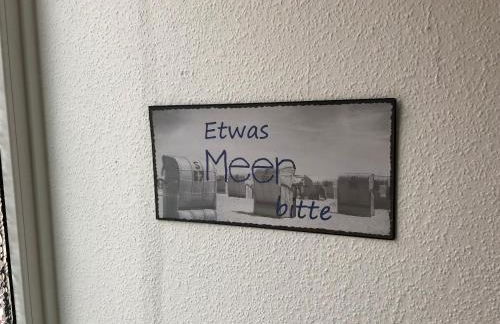 Etwas
Meer
bitte